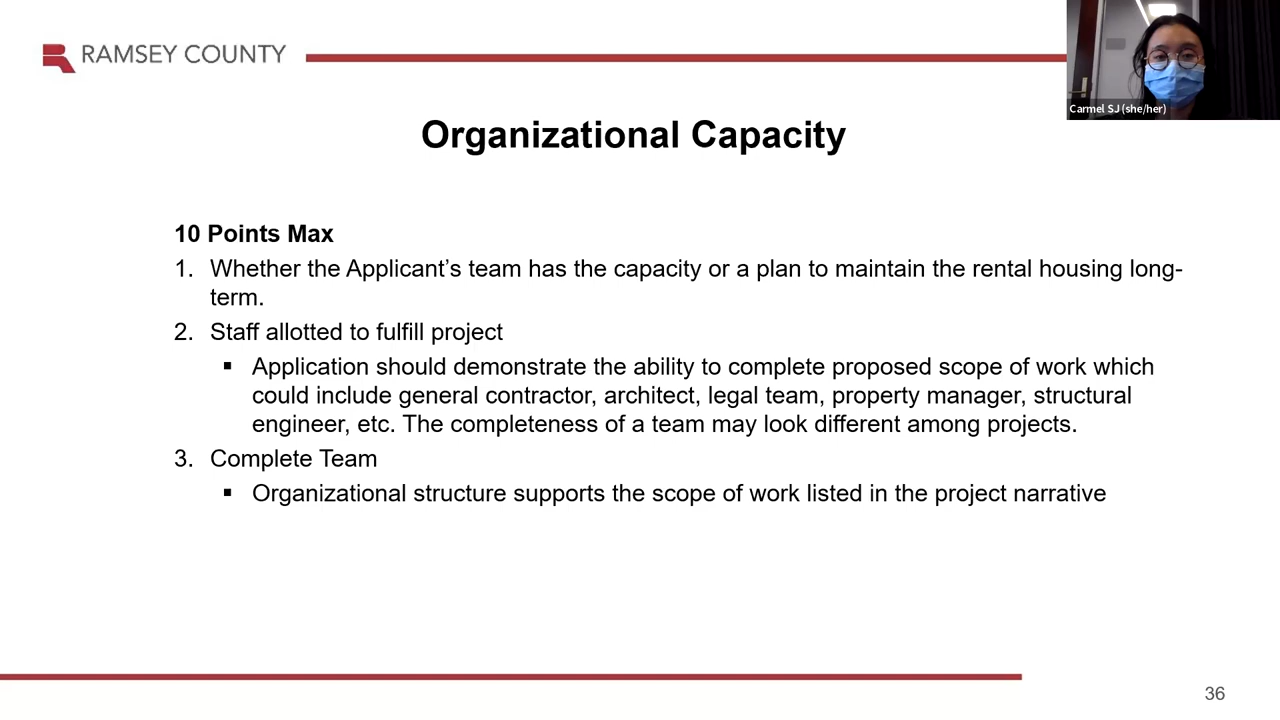 RAMSEY COUNTY
Carmel SJ (she/her)
Organizational Capacity
10 Points Max
1. Whether the Applicant’s team has the capacity or a plan to maintain the rental housing long-
term.
2. Staff allotted to fulfill project
▪ Application should demonstrate the ability to complete proposed scope of work which
could include general contractor, architect, legal team, property manager, structural
engineer, etc. The completeness of a team may look different among projects.
3. Complete Team
▪ Organizational structure supports the scope of work listed in the project narrative
36